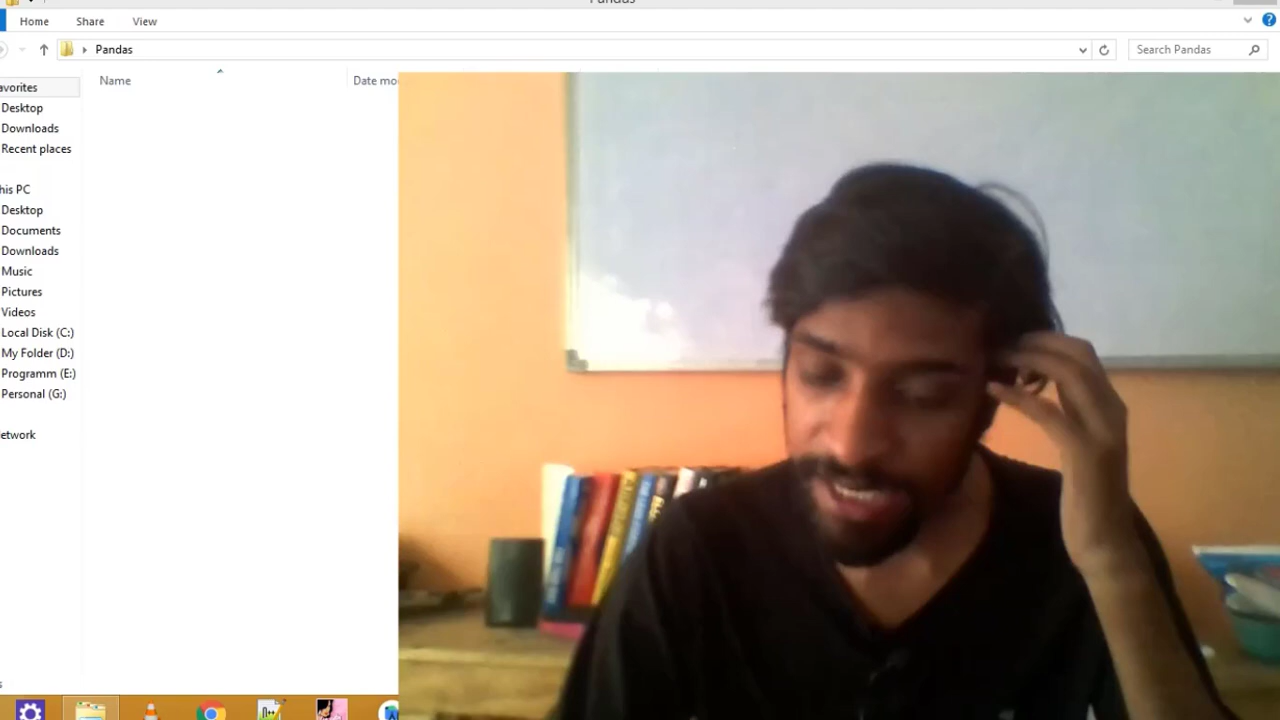 Pandas
Home Share View
Pandas
Search Pandas
Name
Date mo
avorites
Desktop
Downloads
Recent places
his PC
Desktop
Documents
Downloads
Music
Pictures
Videos
Local Disk (C:)
My Folder (D:)
Programm (E:)
Personal (G:)
etwork